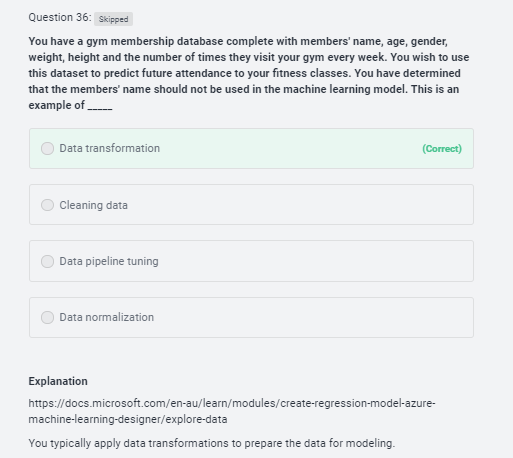 Question 36: Skipped
You have a gym membership database complete with members' name, age, gender,
weight, height and the number of times they visit your gym every week. You wish to use
this dataset to predict future attendance to your fitness classes. You have determined
that the members' name should not be used in the machine learning model. This is an
example of _____
Data transformation (Correct)
Cleaning data
Data pipeline tuning
Data normalization
Explanation
https://docs.microsoft.com/en-au/learn/modules/create-regression-model-azure-
machine-learning-designer/explore-data
You typically apply data transformations to prepare the data for modeling.